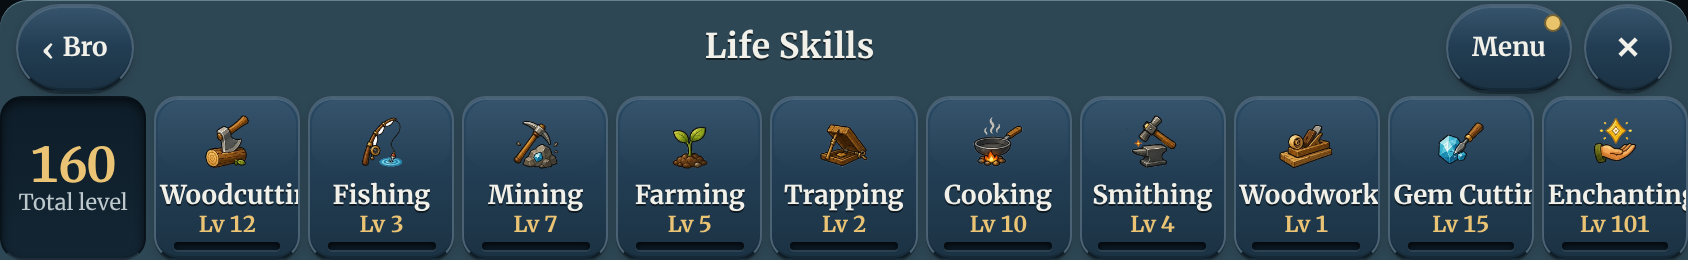 ‹ Bro
Life Skills
Menu
×
160
Total level
Woodcuttin
Lv 12
Fishing
Lv 3
Mining
Lv 7
Farming
Lv 5
Trapping
Lv 2
Cooking
Lv 10
Smithing
Lv 4
Woodwork
Lv 1
Gem Cuttin
Lv 15
Enchanting
Lv 101